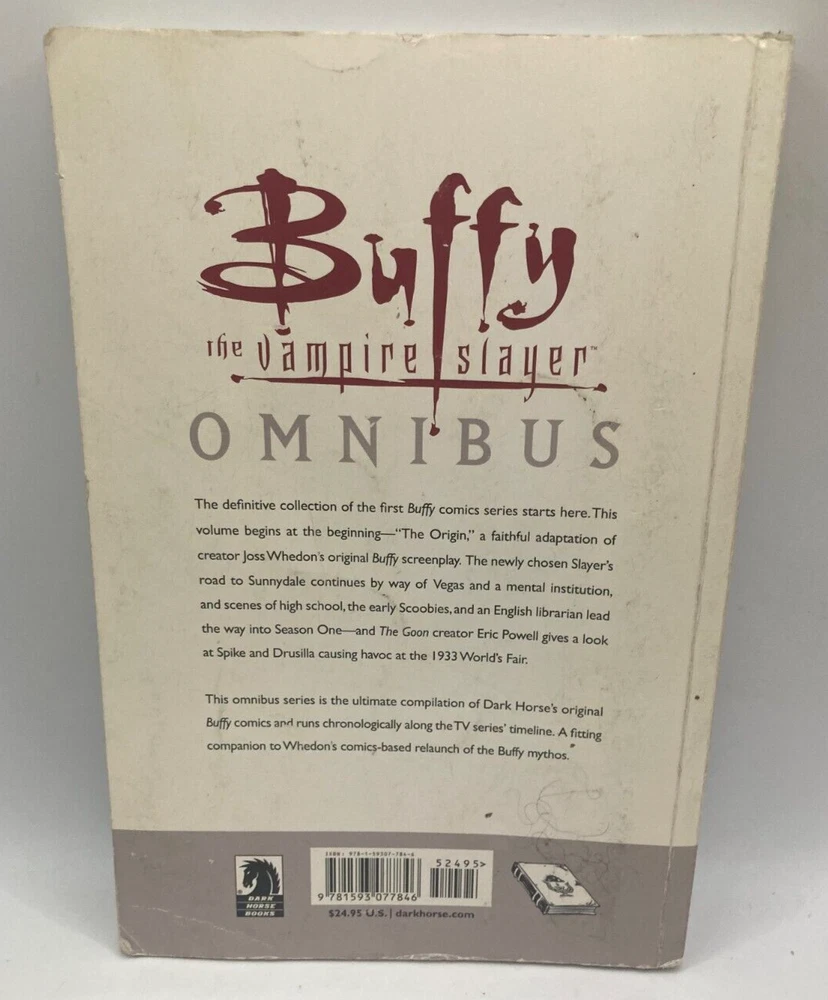 Buffy
the vampire slayer™
OMNIBUS
The definitive collection of the first Buffy comics series starts here. This
volume begins at the beginning—“The Origin,” a faithful adaptation of
creator Joss Whedon's original Buffy screenplay. The newly chosen Slayer's
road to Sunnydale continues by way of Vegas and a mental institution,
and scenes of high school, the early Scoobies, and an English librarian lead
the way into Season One—and The Goon creator Eric Powell gives a look
at Spike and Drusilla causing havoc at the 1933 World's Fair.
This omnibus series is the ultimate compilation of Dark Horse's original
Buffy comics and runs chronologically along the TV series' timeline. A fitting
companion to Whedon's comics-based relaunch of the Buffy mythos.
ISBN: 978-1-59307-784-6
52495>
9 781593 077846
DARK
HORSE
BOOKS
$24.95 U.S. | darkhorse.com